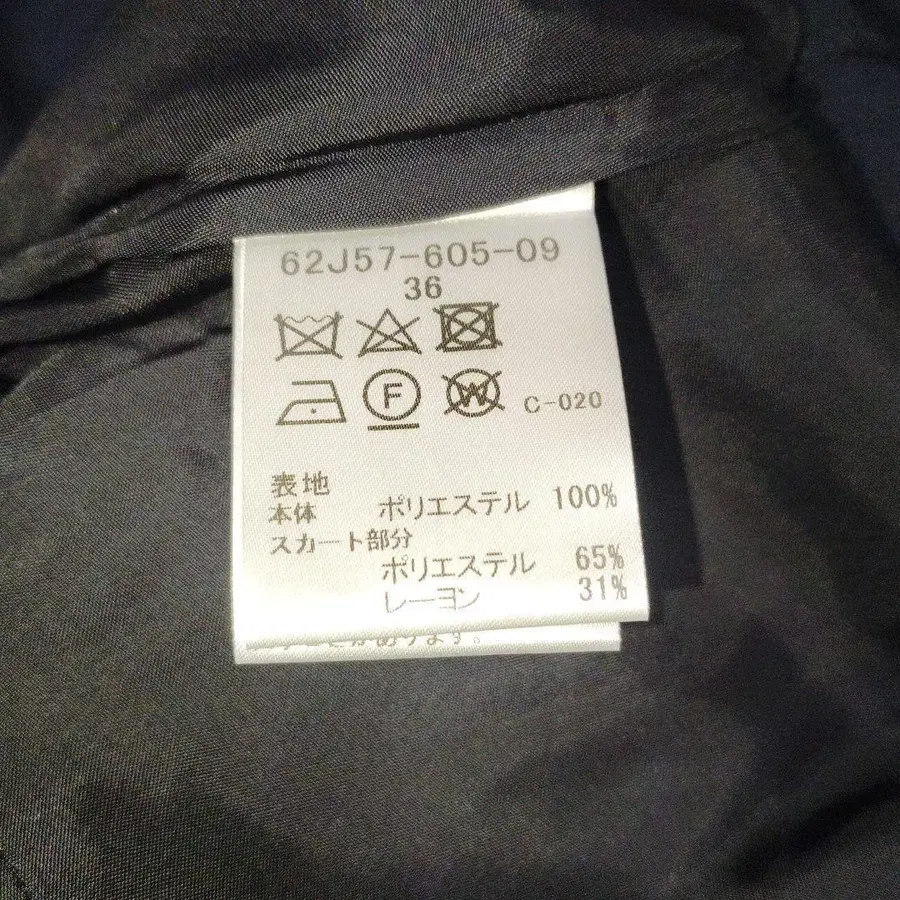 62J57-605-09
36
F
W
C-020
表地
本体 ポリエステル 100%
スカート部分
ポリエステル 65%
レーヨン 31%